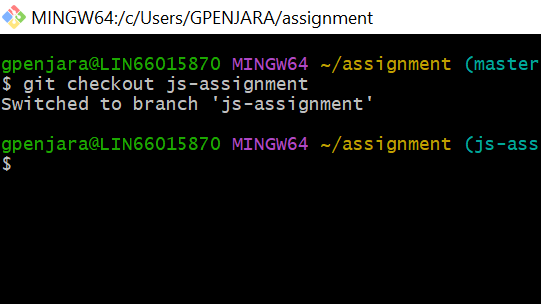 MINGW64:/c/Users/GPENJARA/assignment
gpenjara@LIN66015870 MINGW64 ~/assignment (master
$ git checkout js-assignment
Switched to branch 'js-assignment'
gpenjara@LIN66015870 MINGW64 ~/assignment (js-ass
$